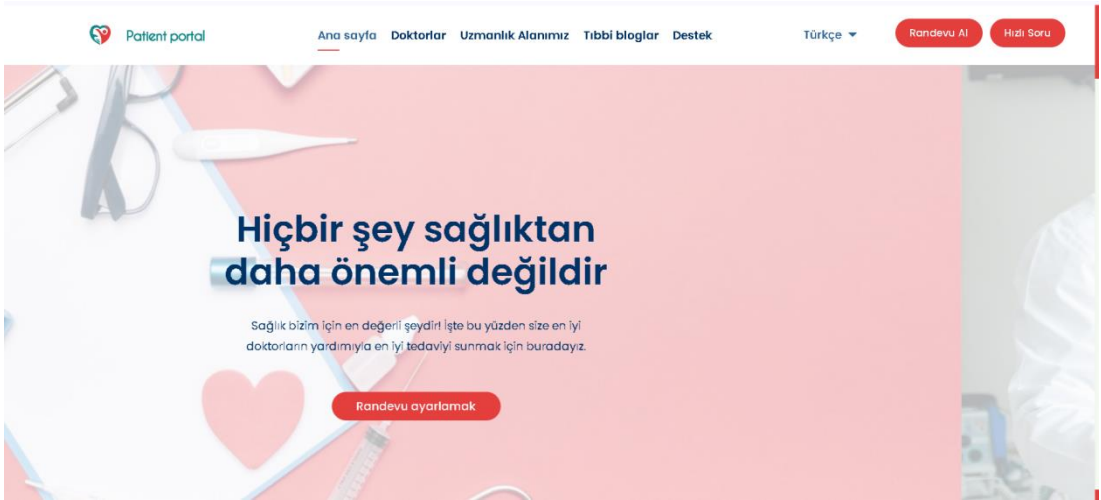 Patient portal
Ana sayfa Doktorlar Uzmanlık Alanımız Tıbbi bloglar Destek
Türkçe
Randevu Al
Hızlı Soru
Hiçbir şey sağlıktan
daha önemli değildir
Sağlık bizim için en değerli şeydir! İşte bu yüzden size en iyi
doktorların yardımıyla en iyi tedaviyi sunmak için buradayız.
Randevu ayarlamak